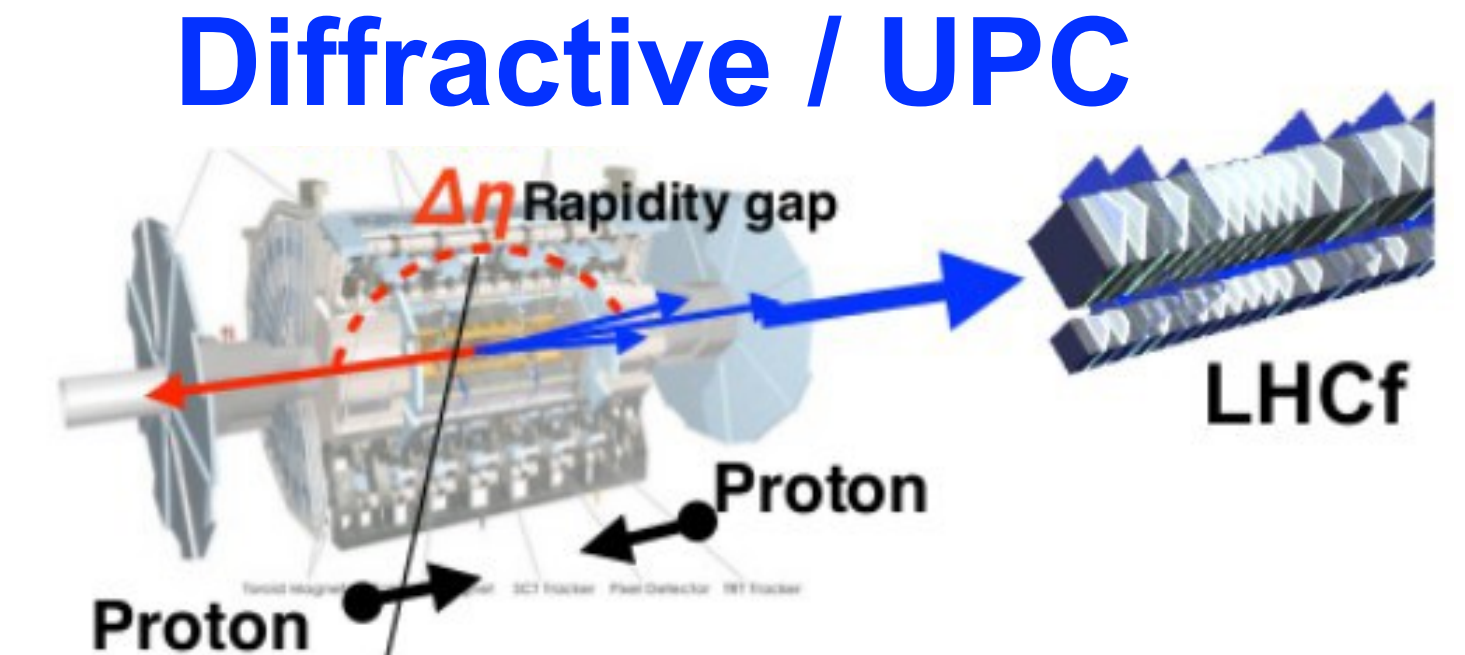 Diffractive / UPC
Δη Rapidity gap
LHCf
Proton
SCT Tracker Pixel Detector TRT Tracker
Proton